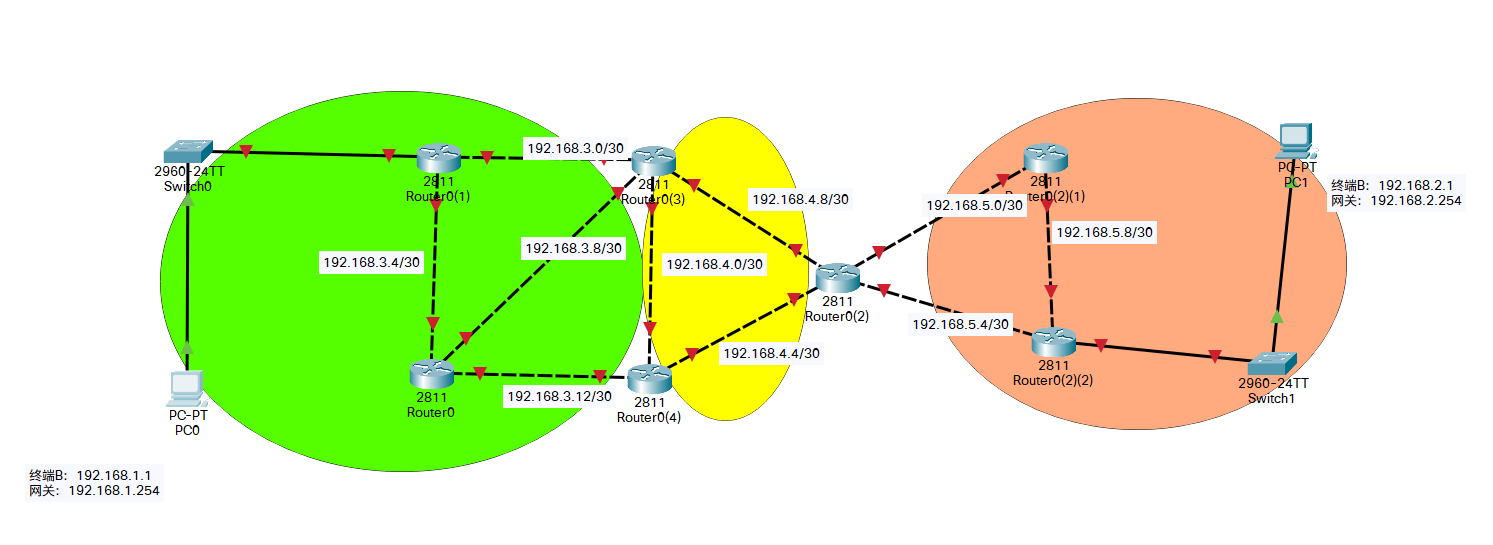 192.168.3.0/30
2960-24TT
Switch0
2811
Router0(1)
2811
Router0(3)
2811
Router0(2)(1)
PC-PT
PC1
终端B：192.168.2.1
网关：192.168.2.254
192.168.4.8/30
192.168.5.0/30
192.168.5.8/30
192.168.3.4/30
192.168.3.8/30
192.168.4.0/30
2811
Router0(2)
192.168.5.4/30
192.168.4.4/30
2811
Router0(2)(2)
2960-24TT
Switch1
2811
Router0
192.168.3.12/30
2811
Router0(4)
PC-PT
PC0
终端B：192.168.1.1
网关：192.168.1.254